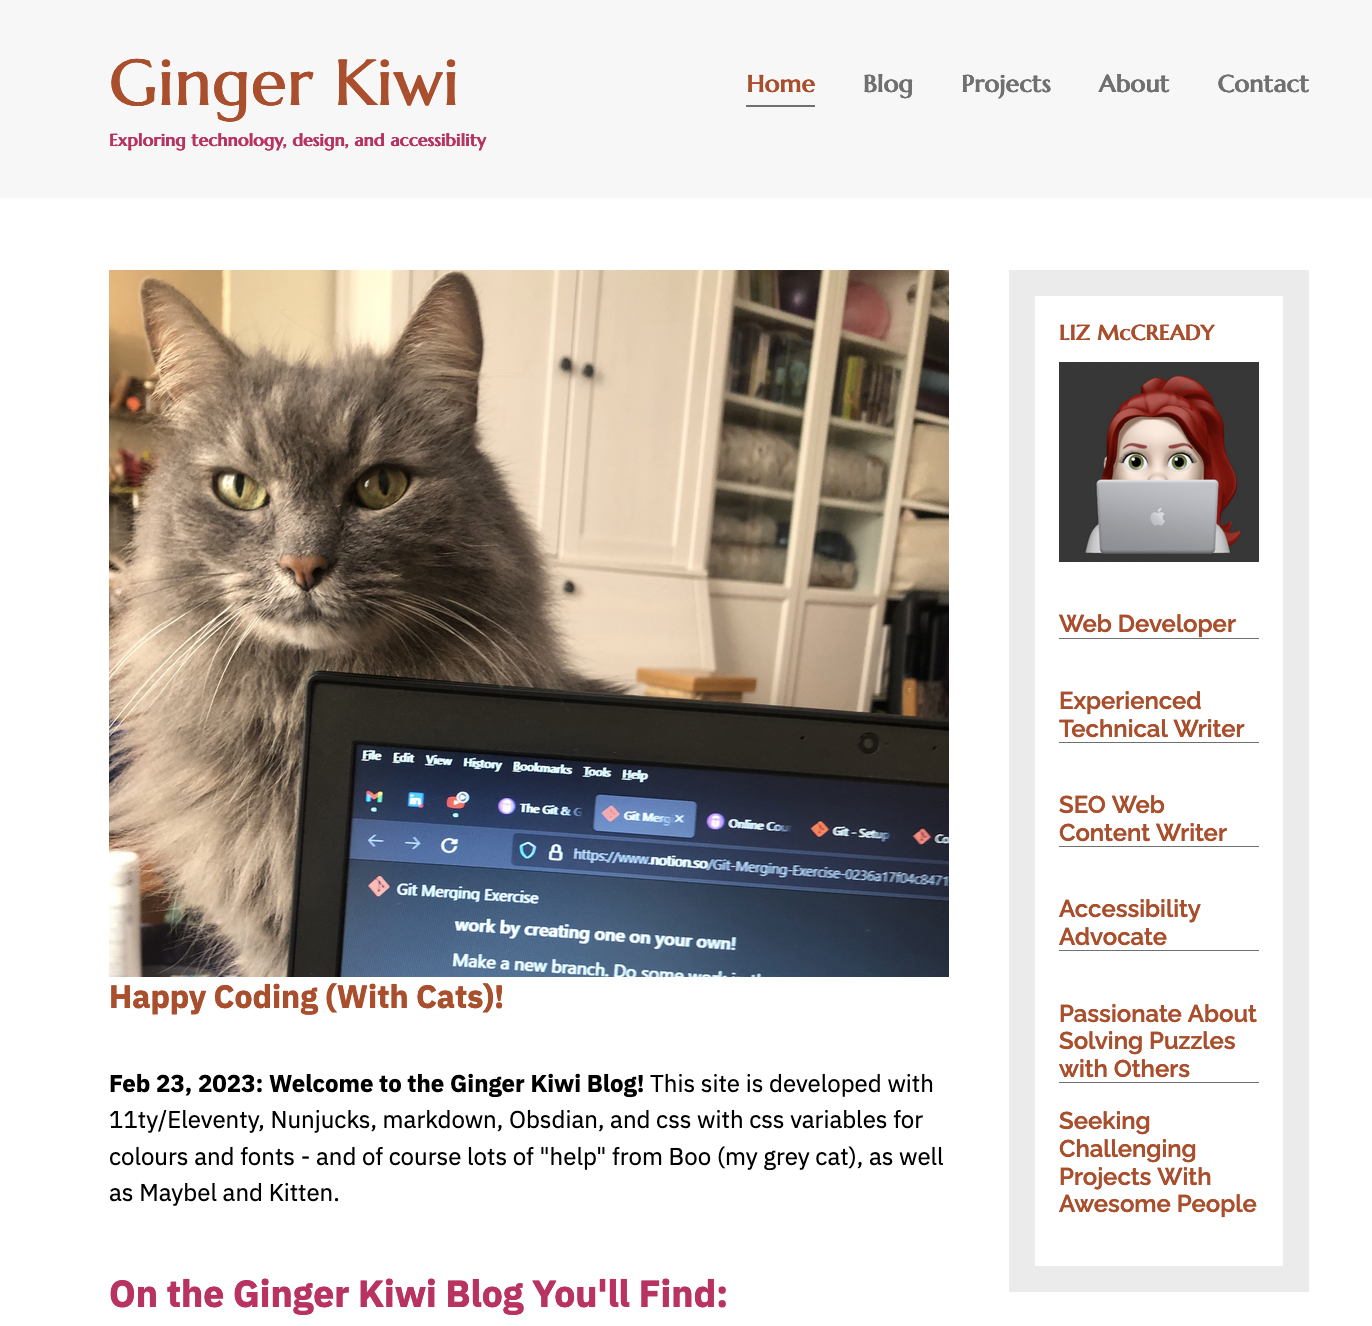 Ginger Kiwi
Exploring technology, design, and accessibility
Home Blog Projects About Contact
File Edit View History Bookmarks Tools Help
The Git & G
Git Merg
Online Cou
Git - Setup
Co
https://www.notion.so/Git-Merging-Exercise-0236a17f04c8471
Git Merging Exercise
work by creating one on your own!
Make a new branch. Do some work in th
Happy Coding (With Cats)!
Feb 23, 2023: Welcome to the Ginger Kiwi Blog! This site is developed with
11ty/Eleventy, Nunjucks, markdown, Obsdian, and css with css variables for
colours and fonts - and of course lots of "help" from Boo (my grey cat), as well
as Maybel and Kitten.
On the Ginger Kiwi Blog You'll Find:
LIZ McCREADY
Web Developer
Experienced
Technical Writer
SEO Web
Content Writer
Accessibility
Advocate
Passionate About
Solving Puzzles
with Others
Seeking
Challenging
Projects With
Awesome People